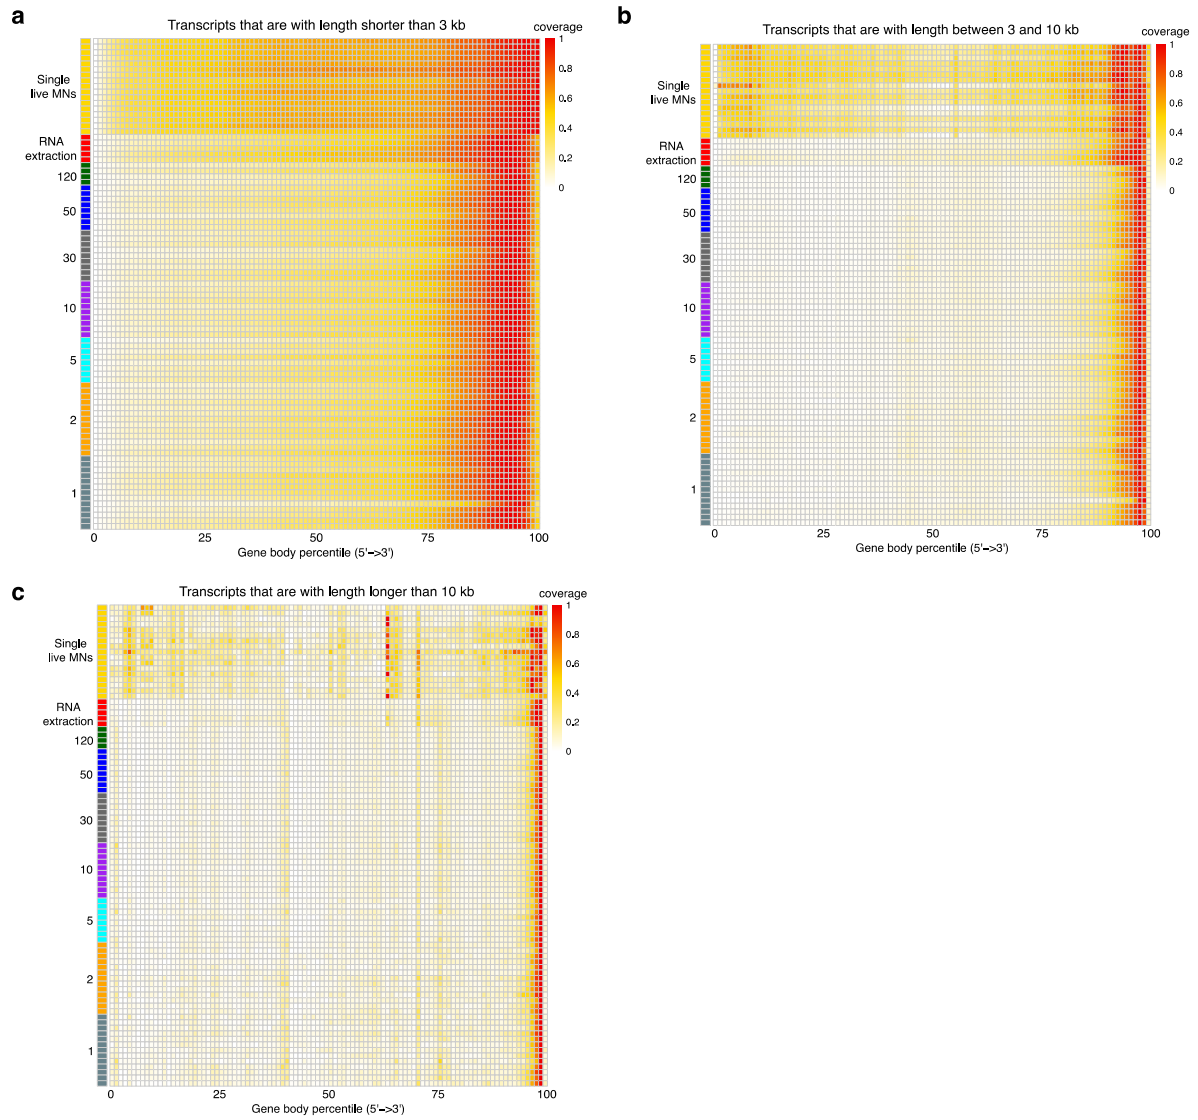 a
Transcripts that are with length shorter than 3 kb
coverage
1
0.8
0.6
0.4
0.2
0
Single
live MNs
RNA
extraction
120
50
30
10
5
2
1
0 25 50 75 100
Gene body percentile (5'–>3')
b
Transcripts that are with length between 3 and 10 kb
coverage
1
0.8
0.6
0.4
0.2
0
Single
live MNs
RNA
extraction
120
50
30
10
5
2
1
0 25 50 75 100
Gene body percentile (5'–>3')
c
Transcripts that are with length longer than 10 kb
coverage
1
0.8
0.6
0.4
0.2
0
Single
live MNs
RNA
extraction
120
50
30
10
5
2
1
0 25 50 75 100
Gene body percentile (5'–>3')